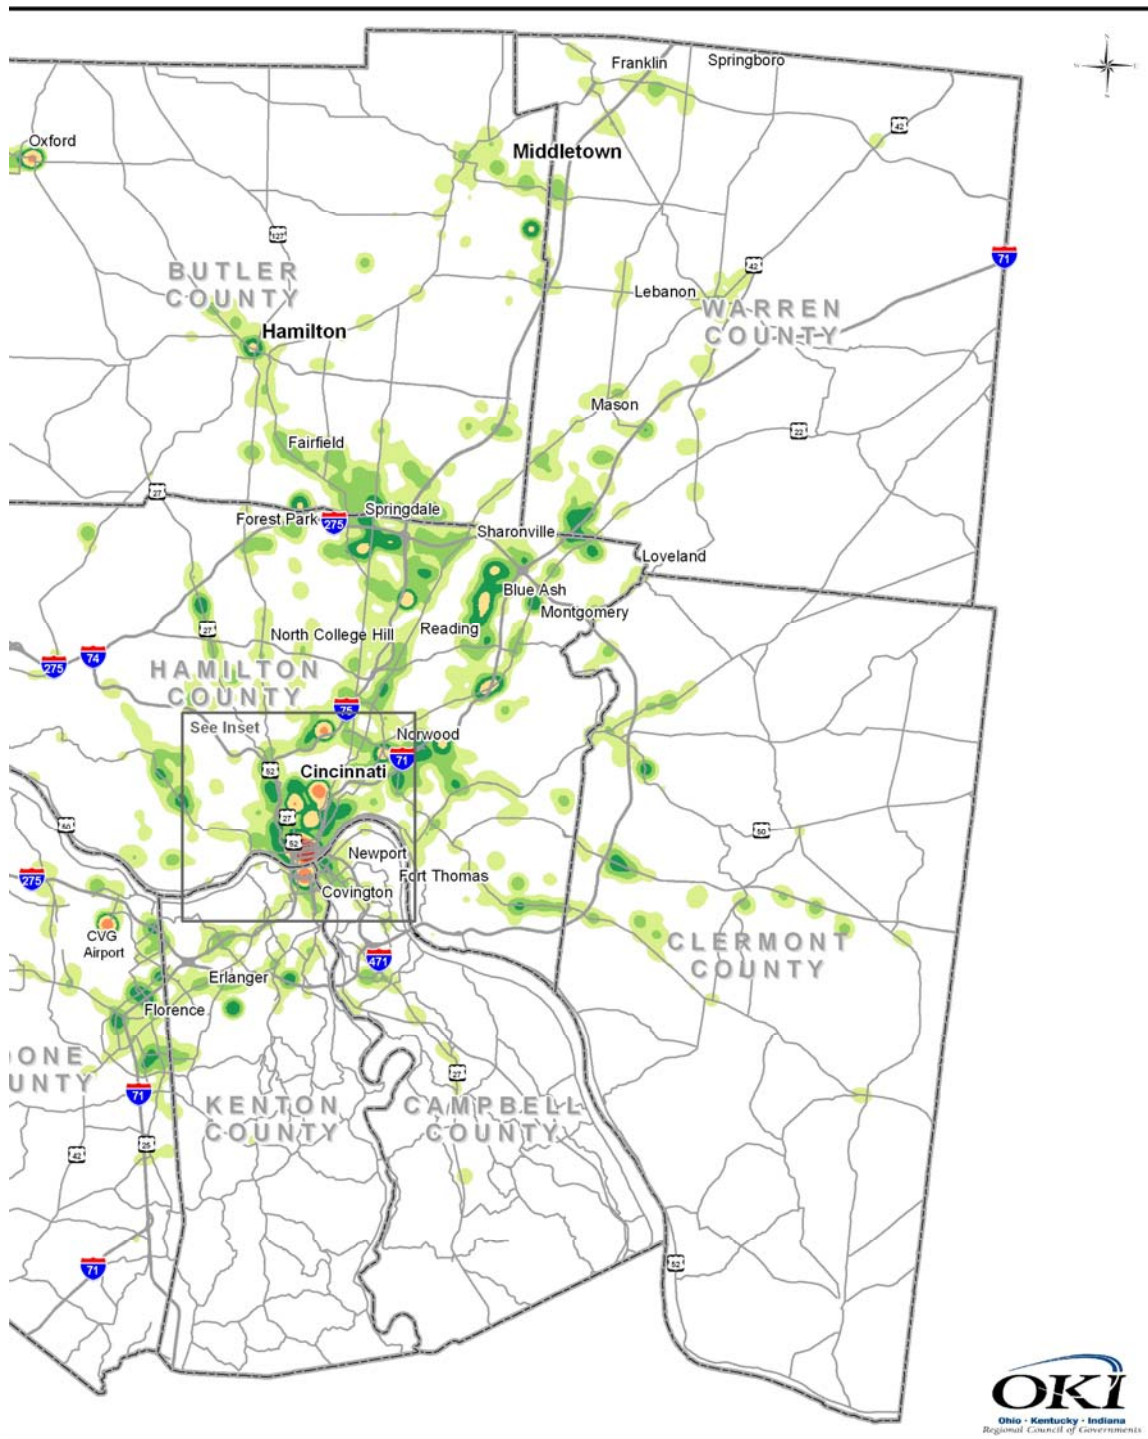 Franklin
Springboro
42
Oxford
Middletown
127
71
42
BUTLER
COUNTY
Lebanon
WARREN
COUNTY
Hamilton
Mason
22
Fairfield
27
Springdale
Forest Park
275
Sharonville
Loveland
Blue Ash
Montgomery
27
North College Hill
Reading
74
275
HAMILTON
COUNTY
75
See Inset
Norwood
71
52
Cincinnati
27
50
50
52
Newport
275
Fort Thomas
Covington
CVG
Airport
CLERMONT
COUNTY
471
Erlanger
Florence
ONE
UNTY
27
71
KENTON
COUNTY
CAMPBELL
COUNTY
25
42
71
52
OKI
Ohio · Kentucky · Indiana
Regional Council of Governments